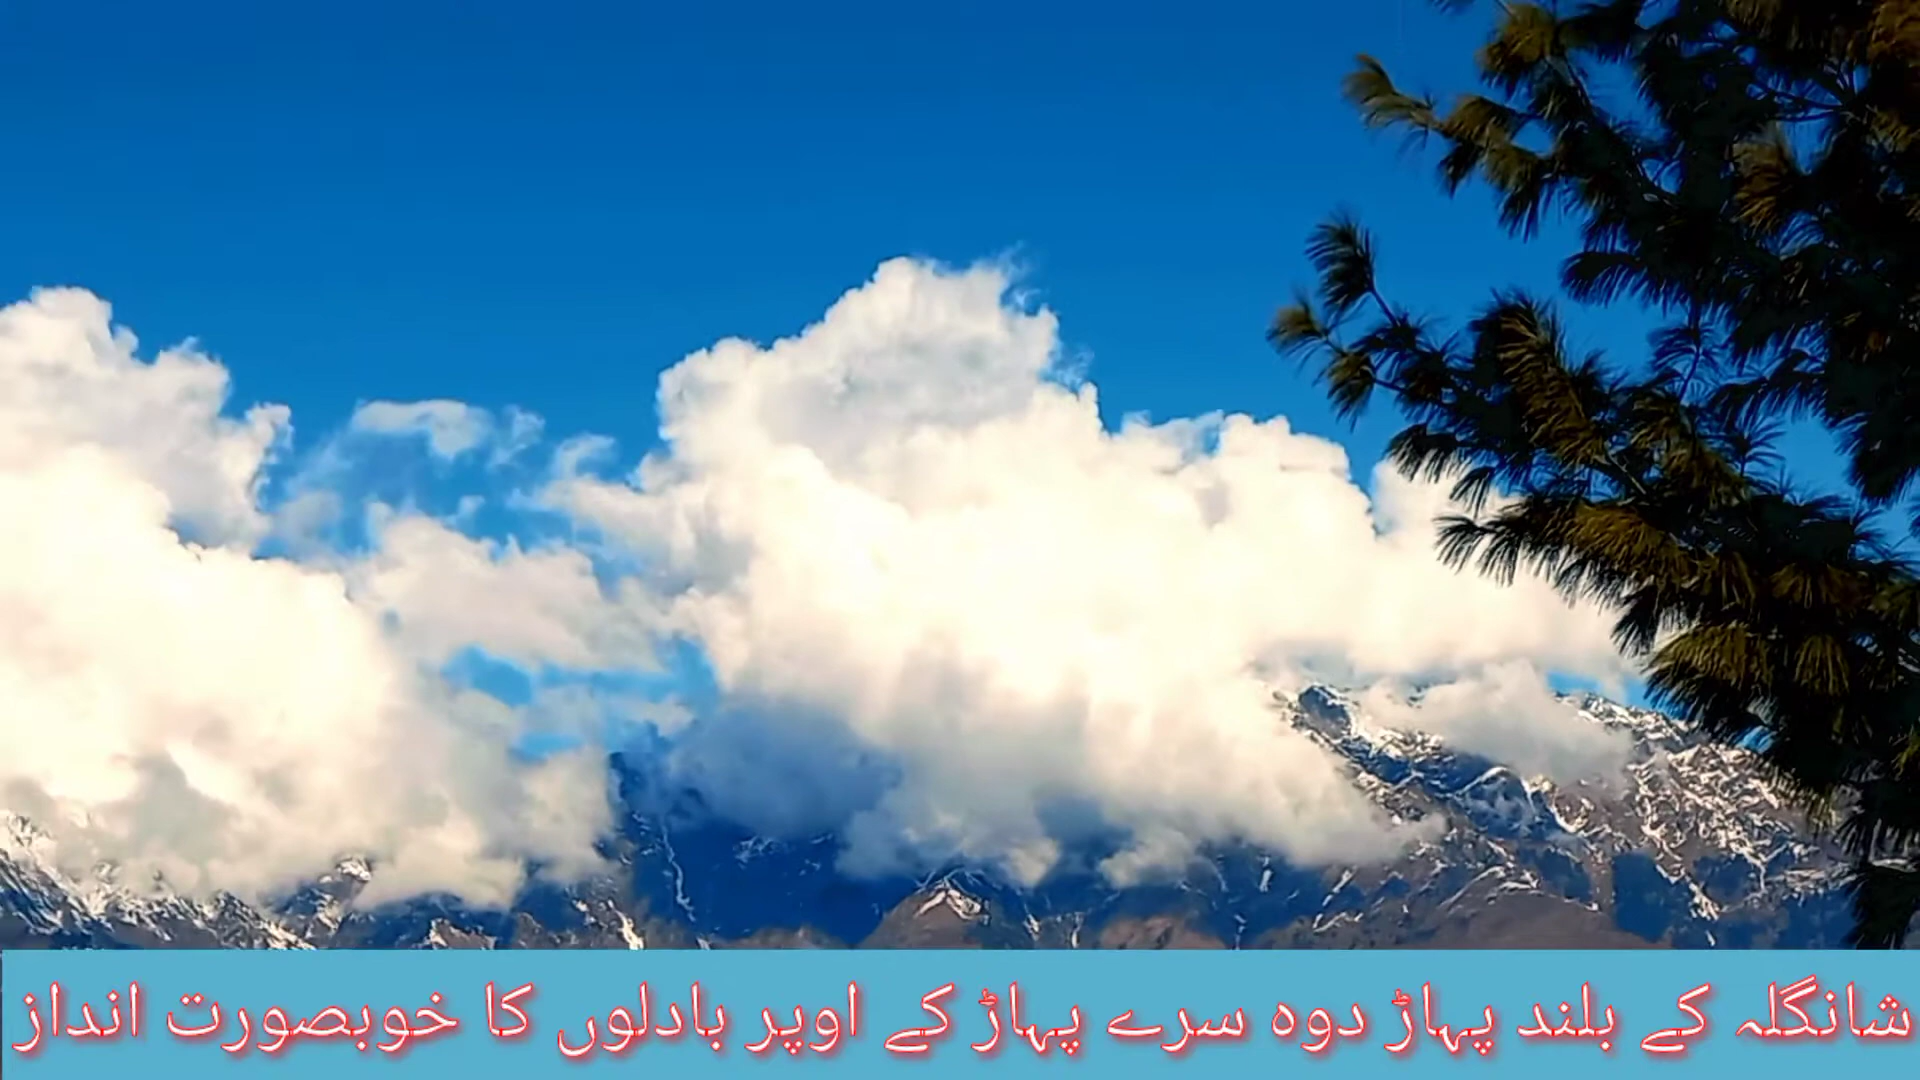 شانگلہ کے بلند پہاڑ دوہ سرے پہاڑ کے اوپر بادلوں کا خوبصورت انداز